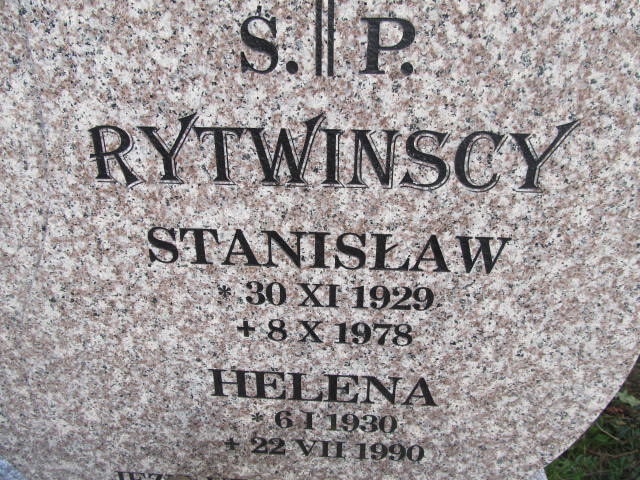 Ś. P.
RYTWINSCY
STANISŁAW
* 30 XI 1929
+ 8 X 1978
HELENA
* 6 I 1930
+ 22 VII 1990